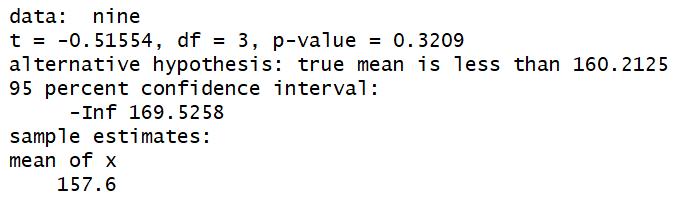 data:  nine
t = -0.51554, df = 3, p-value = 0.3209
alternative hypothesis: true mean is less than 160.2125
95 percent confidence interval:
     -Inf 169.5258
sample estimates:
mean of x
    157.6